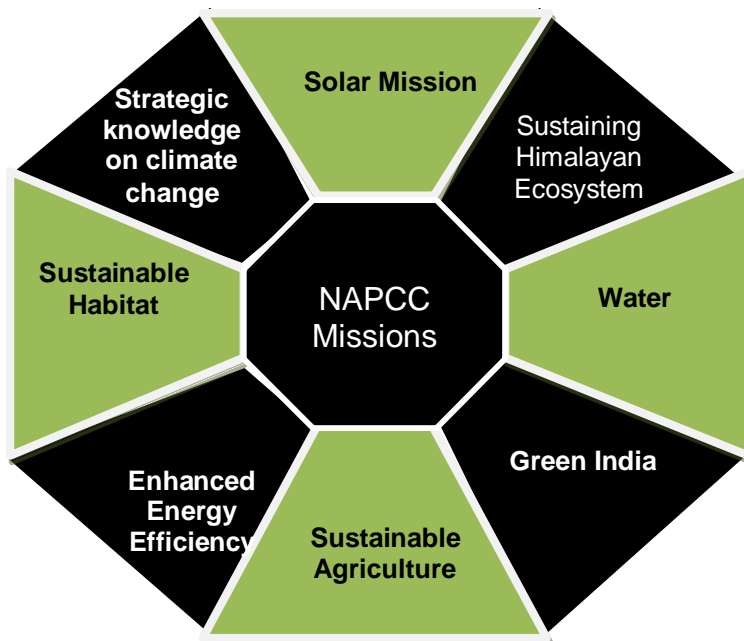 Solar Mission
Sustaining
Himalayan
Ecosystem
Water
Green India
Sustainable
Agriculture
Enhanced
Energy
Efficiency
Sustainable
Habitat
Strategic
knowledge
on climate
change
NAPCC
Missions